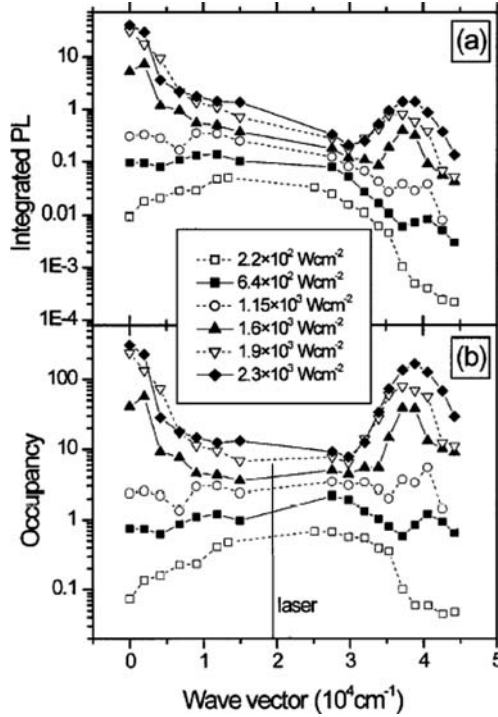 (a)
Integrated PL
10
1
0.1
0.01
1E-3
1E-4
2.2×10² Wcm⁻²
6.4×10² Wcm⁻²
1.15×10³ Wcm⁻²
1.6×10³ Wcm⁻²
1.9×10³ Wcm⁻²
2.3×10³ Wcm⁻²
(b)
Occupancy
100
10
1
0.1
laser
0 1 2 3 4 5
Wave vector (10⁴cm⁻¹)